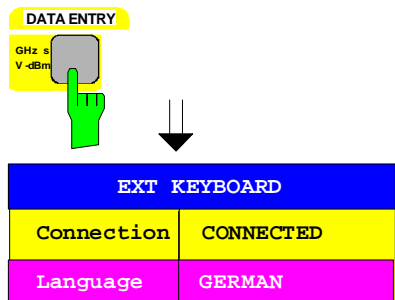 DATA ENTRY
GHz s
V -dBm
EXT KEYBOARD
Connection CONNECTED
Language GERMAN